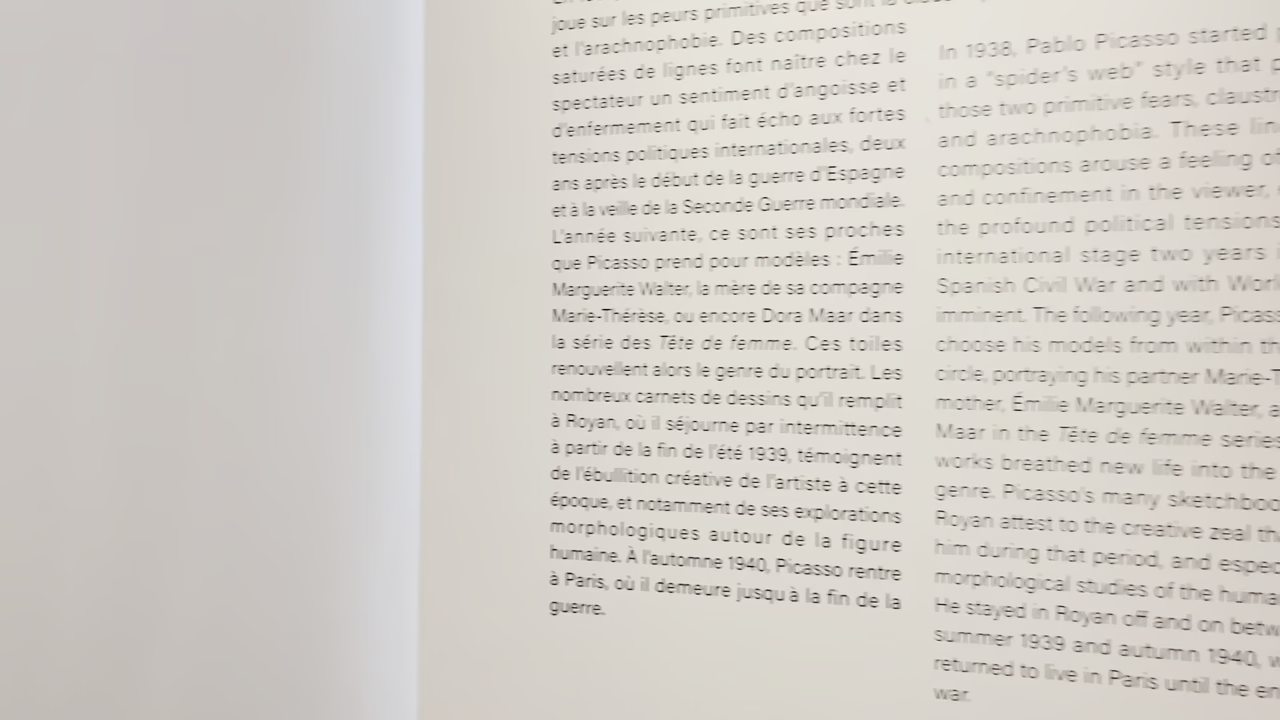 joue sur les peurs primitives que sont la
et l'arachnophobie. Des compositions
saturées de lignes font naître chez le
spectateur un sentiment d'angoisse et
d'enfermement qui fait écho aux fortes
tensions politiques internationales, deux
ans après le début de la guerre d'Espagne
et à la veille de la Seconde Guerre mondiale.
L'année suivante, ce sont ses proches
que Picasso prend pour modèles : Émilie
Marguerite Walter, la mère de sa compagne
Marie-Thérèse, ou encore Dora Maar dans
la série des Tête de femme. Ces toiles
renouvellent alors le genre du portrait. Les
nombreux carnets de dessins qu'il remplit
à Royan, où il séjourne par intermittence
à partir de la fin de l'été 1939, témoignent
de l'ébullition créative de l'artiste à cette
époque, et notamment de ses explorations
morphologiques autour de la figure
humaine. À l'automne 1940, Picasso rentre
à Paris, où il demeure jusqu'à la fin de la
guerre.
In 1938, Pablo Picasso started
in a "spider's web" style that
those two primitive fears,
and arachnophobia. These
compositions arouse a feeling of
and confinement in the viewer,
the profound political tensions
international stage two years
Spanish Civil War and with
imminent. The following year,
choose his models from within
circle, portraying his partner
mother, Émilie Marguerite Walter,
Maar in the Tête de femme series
works breathed new life into the
genre. Picasso's many
Royan attest to the creative zeal
him during that period, and
morphological studies of the
He stayed in Royan off and on
summer 1939 and autumn 1940,
returned to live in Paris until the
war.